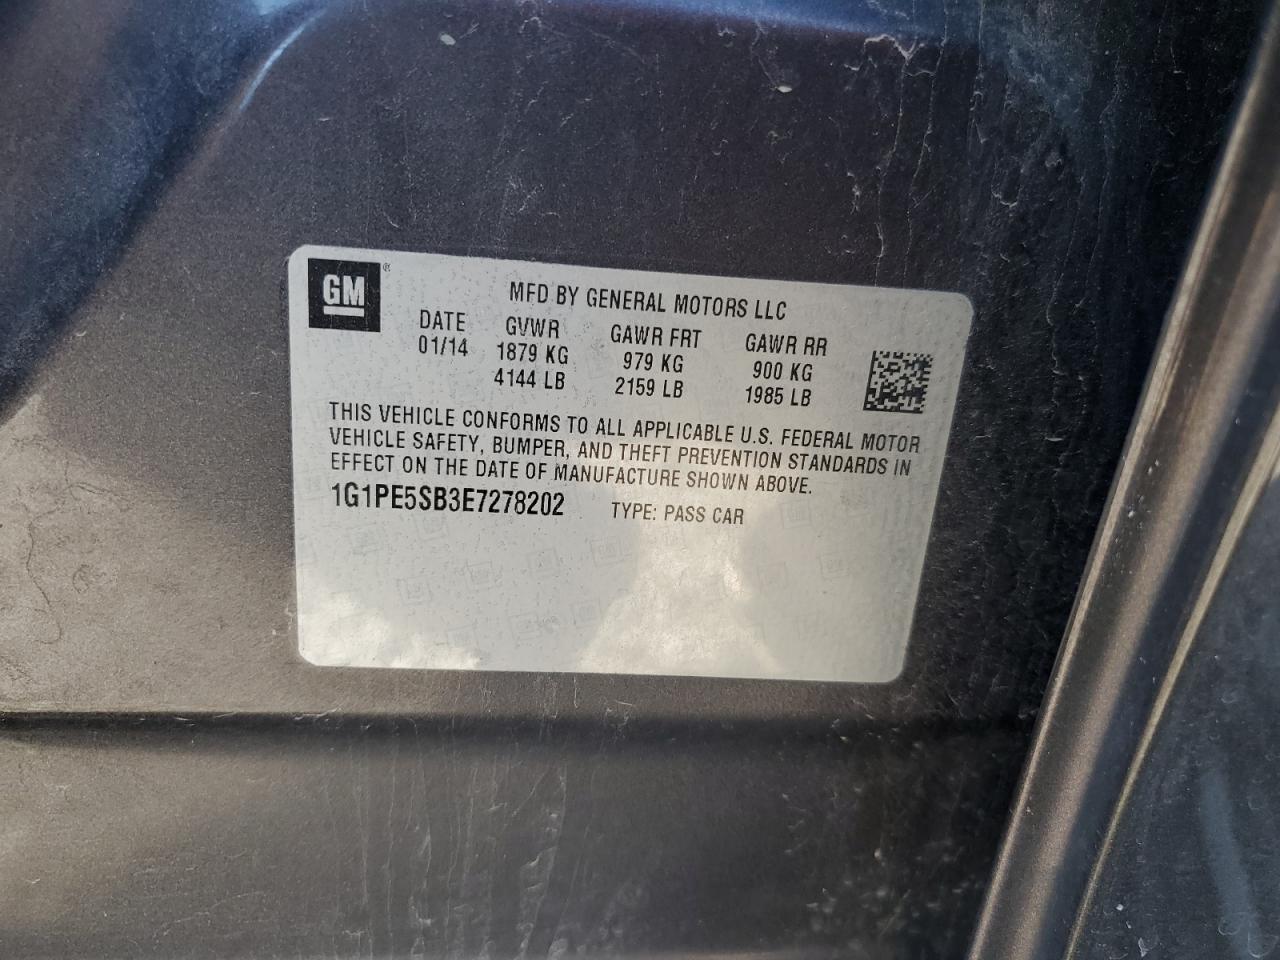 GM ®
MFD BY GENERAL MOTORS LLC
DATE GVWR GAWR FRT GAWR RR
01/14 1879 KG 979 KG 900 KG
4144 LB 2159 LB 1985 LB
THIS VEHICLE CONFORMS TO ALL APPLICABLE U.S. FEDERAL MOTOR
VEHICLE SAFETY, BUMPER, AND THEFT PREVENTION STANDARDS IN
EFFECT ON THE DATE OF MANUFACTURE SHOWN ABOVE.
1G1PE5SB3E7278202 TYPE: PASS CAR